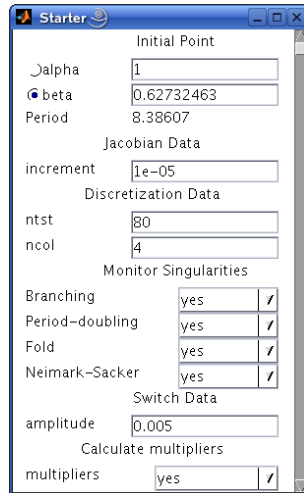 Starter
Initial Point
alpha 1
beta 0.62732463
Period 8.38607
Jacobian Data
increment 1e-05
Discretization Data
ntst 80
ncol 4
Monitor Singularities
Branching yes
Period-doubling yes
Fold yes
Neimark-Sacker yes
Switch Data
amplitude 0.005
Calculate multipliers
multipliers yes